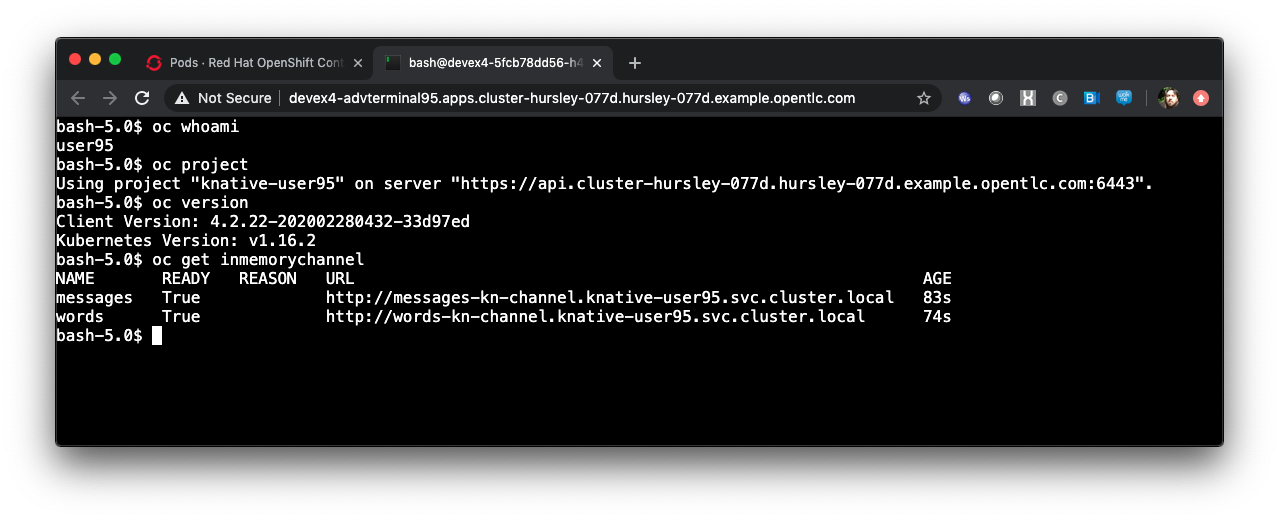 Pods · Red Hat OpenShift Cont
bash@devex4-5fcb78dd56-h4
Not Secure
devex4-advterminal95.apps.cluster-hursley-077d.hursley-077d.example.opentlc.com
bash-5.0$ oc whoami
user95
bash-5.0$ oc project
Using project "knative-user95" on server "https://api.cluster-hursley-077d.hursley-077d.example.opentlc.com:6443".
bash-5.0$ oc version
Client Version: 4.2.22-202002280432-33d97ed
Kubernetes Version: v1.16.2
bash-5.0$ oc get inmemorychannel
NAME READY REASON URL AGE
messages True http://messages-kn-channel.knative-user95.svc.cluster.local 83s
words True http://words-kn-channel.knative-user95.svc.cluster.local 74s
bash-5.0$